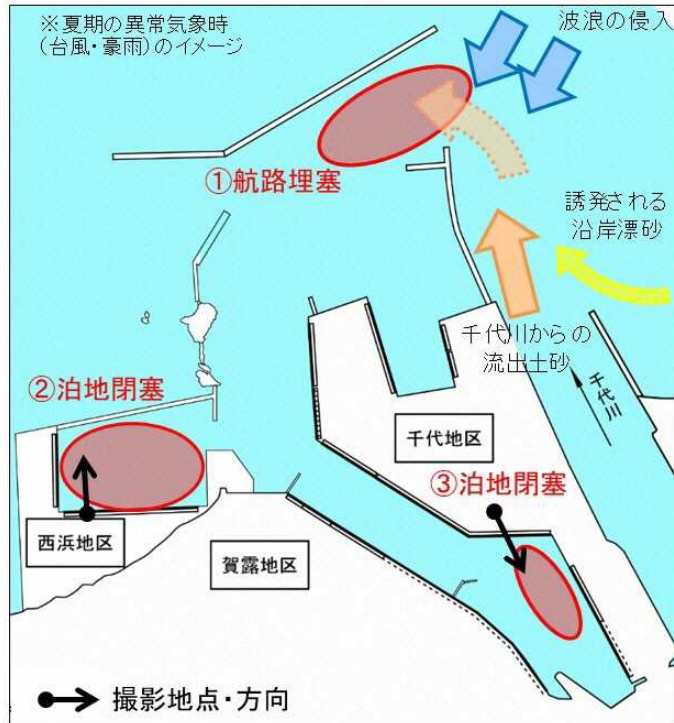 ※夏期の異常気象時
(台風・豪雨)のイメージ
波浪の侵入
①航路埋塞
誘発される
沿岸漂砂
千代川からの
流出土砂
千代川
②泊地閉塞
千代地区
③泊地閉塞
西浜地区
賀露地区
撮影地点・方向